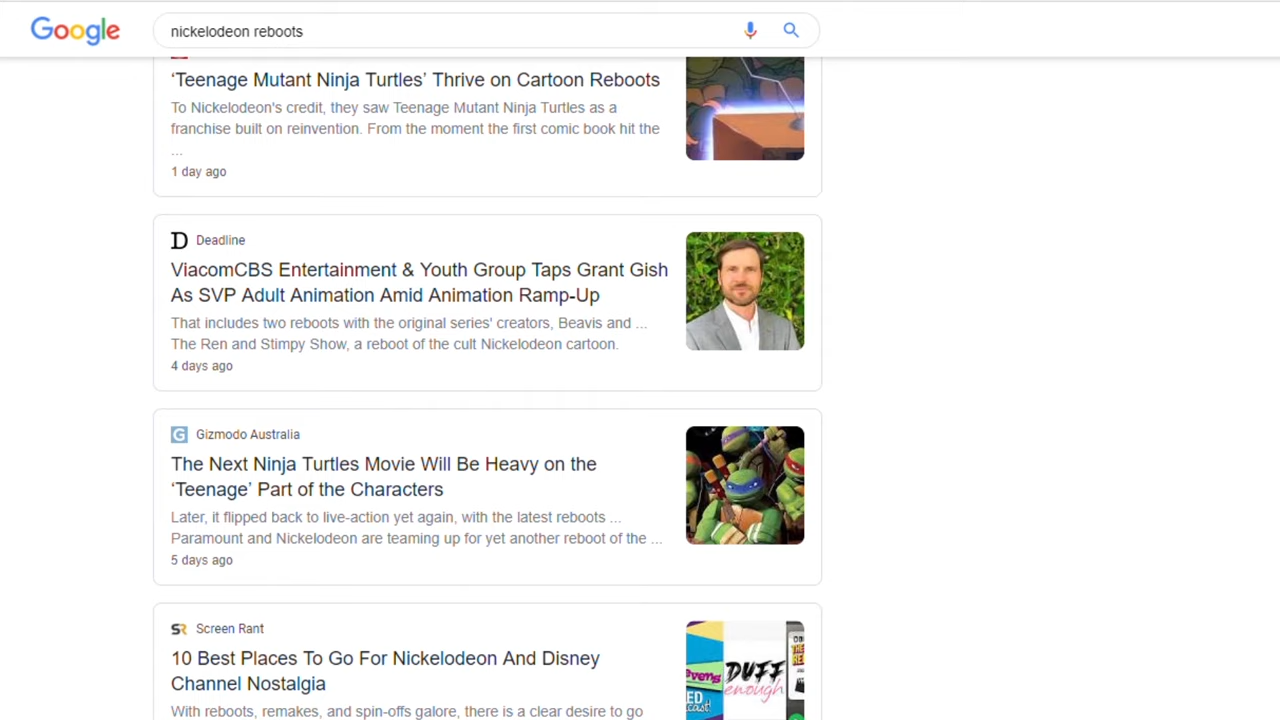 Google
nickelodeon reboots
‘Teenage Mutant Ninja Turtles’ Thrive on Cartoon Reboots
To Nickelodeon's credit, they saw Teenage Mutant Ninja Turtles as a
franchise built on reinvention. From the moment the first comic book hit the
...
1 day ago
D Deadline
ViacomCBS Entertainment & Youth Group Taps Grant Gish
As SVP Adult Animation Amid Animation Ramp-Up
That includes two reboots with the original series' creators, Beavis and ...
The Ren and Stimpy Show, a reboot of the cult Nickelodeon cartoon.
4 days ago
G Gizmodo Australia
The Next Ninja Turtles Movie Will Be Heavy on the
‘Teenage’ Part of the Characters
Later, it flipped back to live-action yet again, with the latest reboots ...
Paramount and Nickelodeon are teaming up for yet another reboot of the ...
5 days ago
SR Screen Rant
10 Best Places To Go For Nickelodeon And Disney
Channel Nostalgia
With reboots, remakes, and spin-offs galore, there is a clear desire to go
DUFF
enough